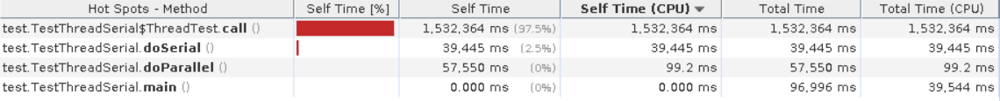 Hot Spots - Method Self Time [%] Self Time Self Time (CPU) Total Time Total Time (CPU)
test.TestThreadSerial$ThreadTest.call () 1,532,364 ms (97.5%) 1,532,364 ms 1,532,364 ms 1,532,364 ms
test.TestThreadSerial.doSerial () 39,445 ms (2.5%) 39,445 ms 39,445 ms 39,445 ms
test.TestThreadSerial.doParallel () 57,550 ms (0%) 99.2 ms 57,550 ms 99.2 ms
test.TestThreadSerial.main () 0.000 ms (0%) 0.000 ms 96,996 ms 39,544 ms